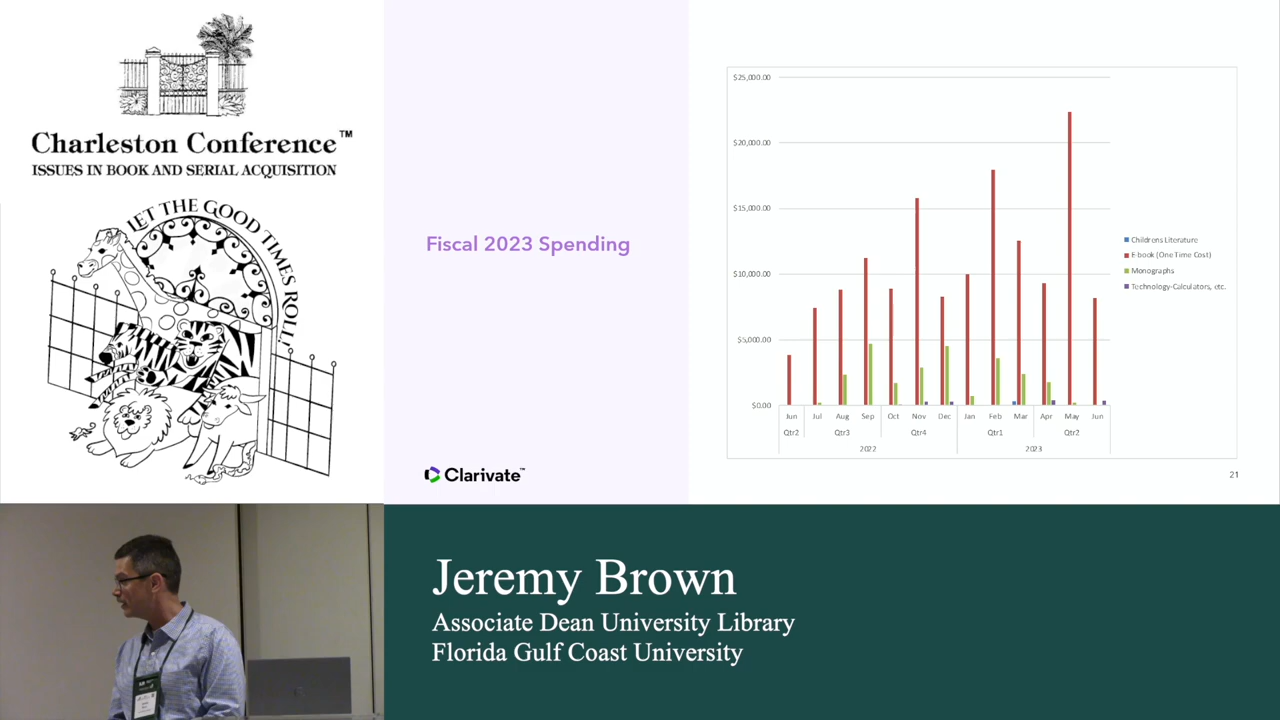 Charleston Conference™
ISSUES IN BOOK AND SERIAL ACQUISITION
LET THE GOOD TIMES ROLL!
Fiscal 2023 Spending
Clarivate™
$25,000.00
$20,000.00
$15,000.00
$10,000.00
$5,000.00
$0.00
Jun Jul Aug Sep Oct Nov Dec Jan Feb Mar Apr May Jun
Qtr2 Qtr3 Qtr4 Qtr1 Qtr2
2022 2023
Childrens Literature
E-book (One Time Cost)
Monographs
Technology-Calculators, etc.
21
Jeremy Brown
Associate Dean University Library
Florida Gulf Coast University